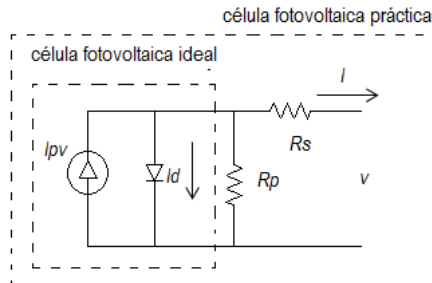 célula fotovoltaica práctica
célula fotovoltaica ideal
I
Ipv
Id
Rs
Rp
v